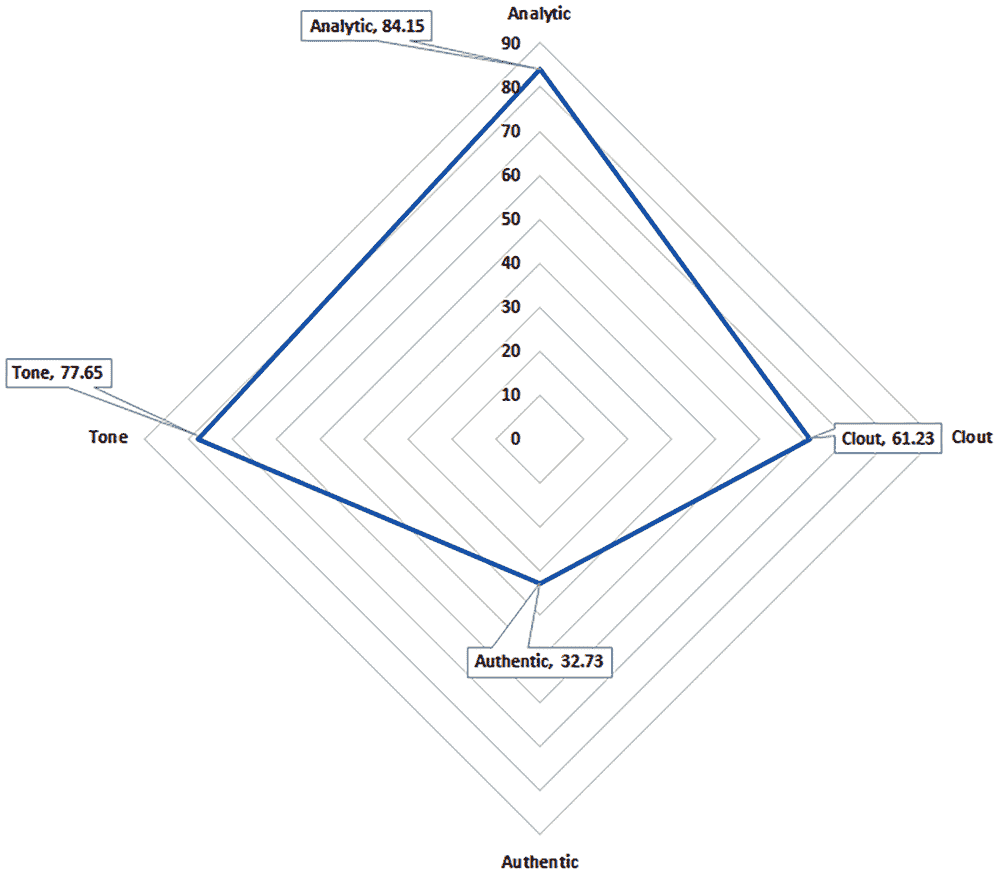 Analytic
Analytic, 84.15
90
80
70
60
50
40
30
20
10
0
Tone, 77.65
Tone
Clout, 61.23
Clout
Authentic, 32.73
Authentic